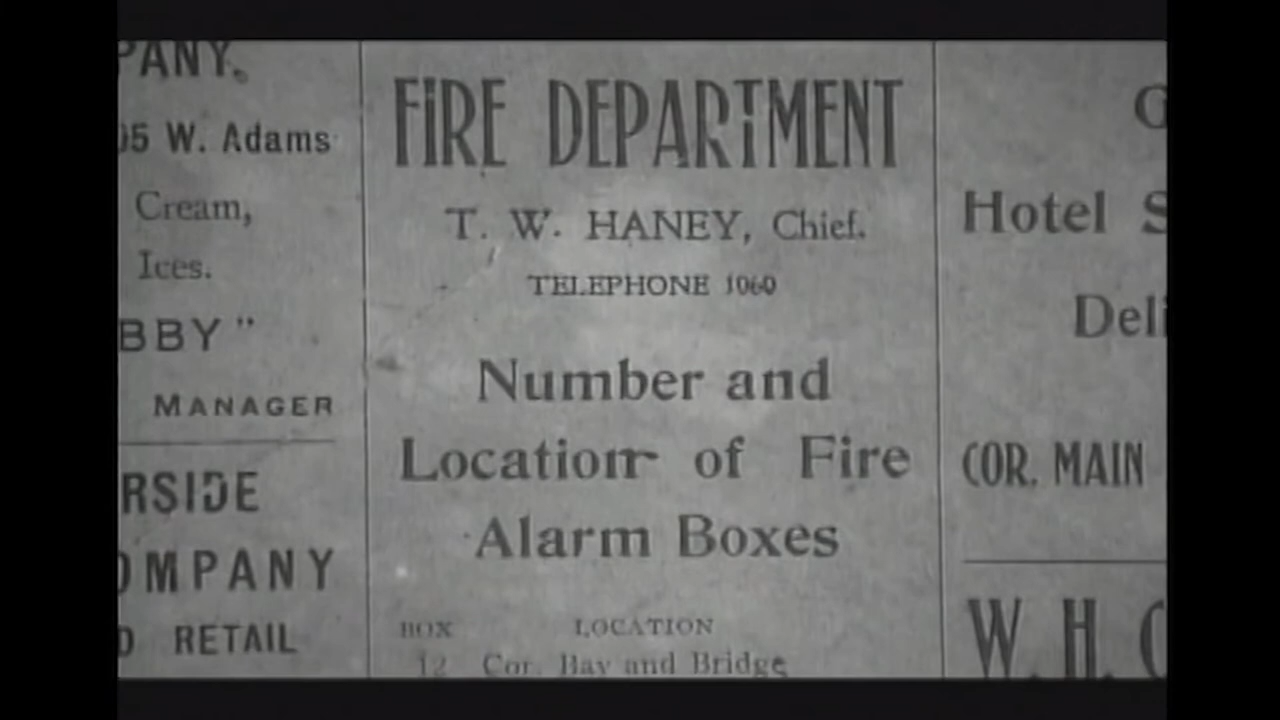 PANY.
05 W. Adams
Cream,
Ices.
BBY"
MANAGER
RSIDE
OMPANY
D RETAIL
FIRE DEPARTMENT
T. W. HANEY, Chief.
TELEPHONE 1060
Number and
Location of Fire
Alarm Boxes
BOX LOCATION
12 Cor. Bay and Bridge
G
Hotel S
Deli
COR. MAIN
W. H. C